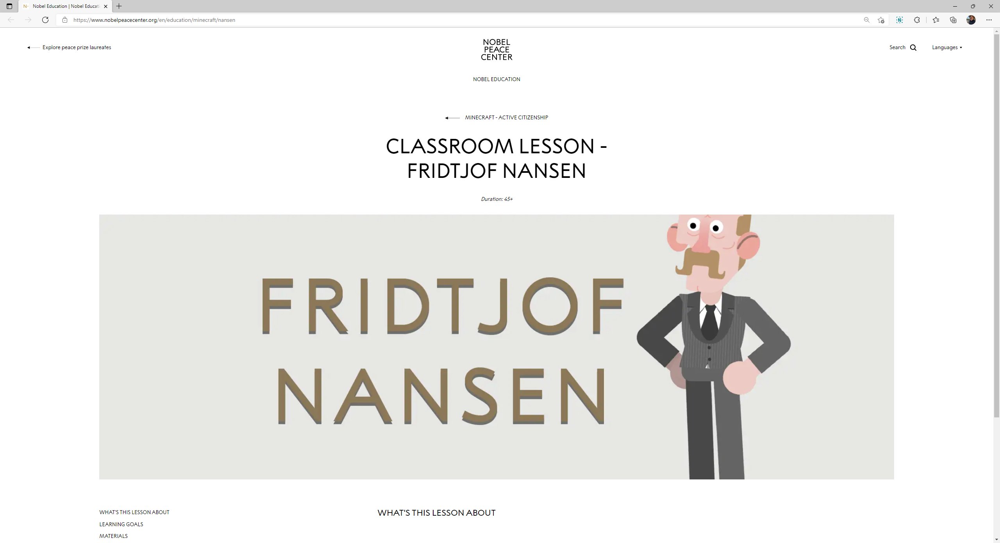 Nobel Education | Nobel Educati
https://www.nobelpeacecenter.org/en/education/minecraft/nansen
Explore peace prize laureates
NOBEL
PEACE
CENTER
Search
Languages
NOBEL EDUCATION
MINECRAFT - ACTIVE CITIZENSHIP
CLASSROOM LESSON -
FRIDTJOF NANSEN
Duration: 45+
FRIDTJOF
NANSEN
WHAT'S THIS LESSON ABOUT
LEARNING GOALS
MATERIALS
WHAT'S THIS LESSON ABOUT